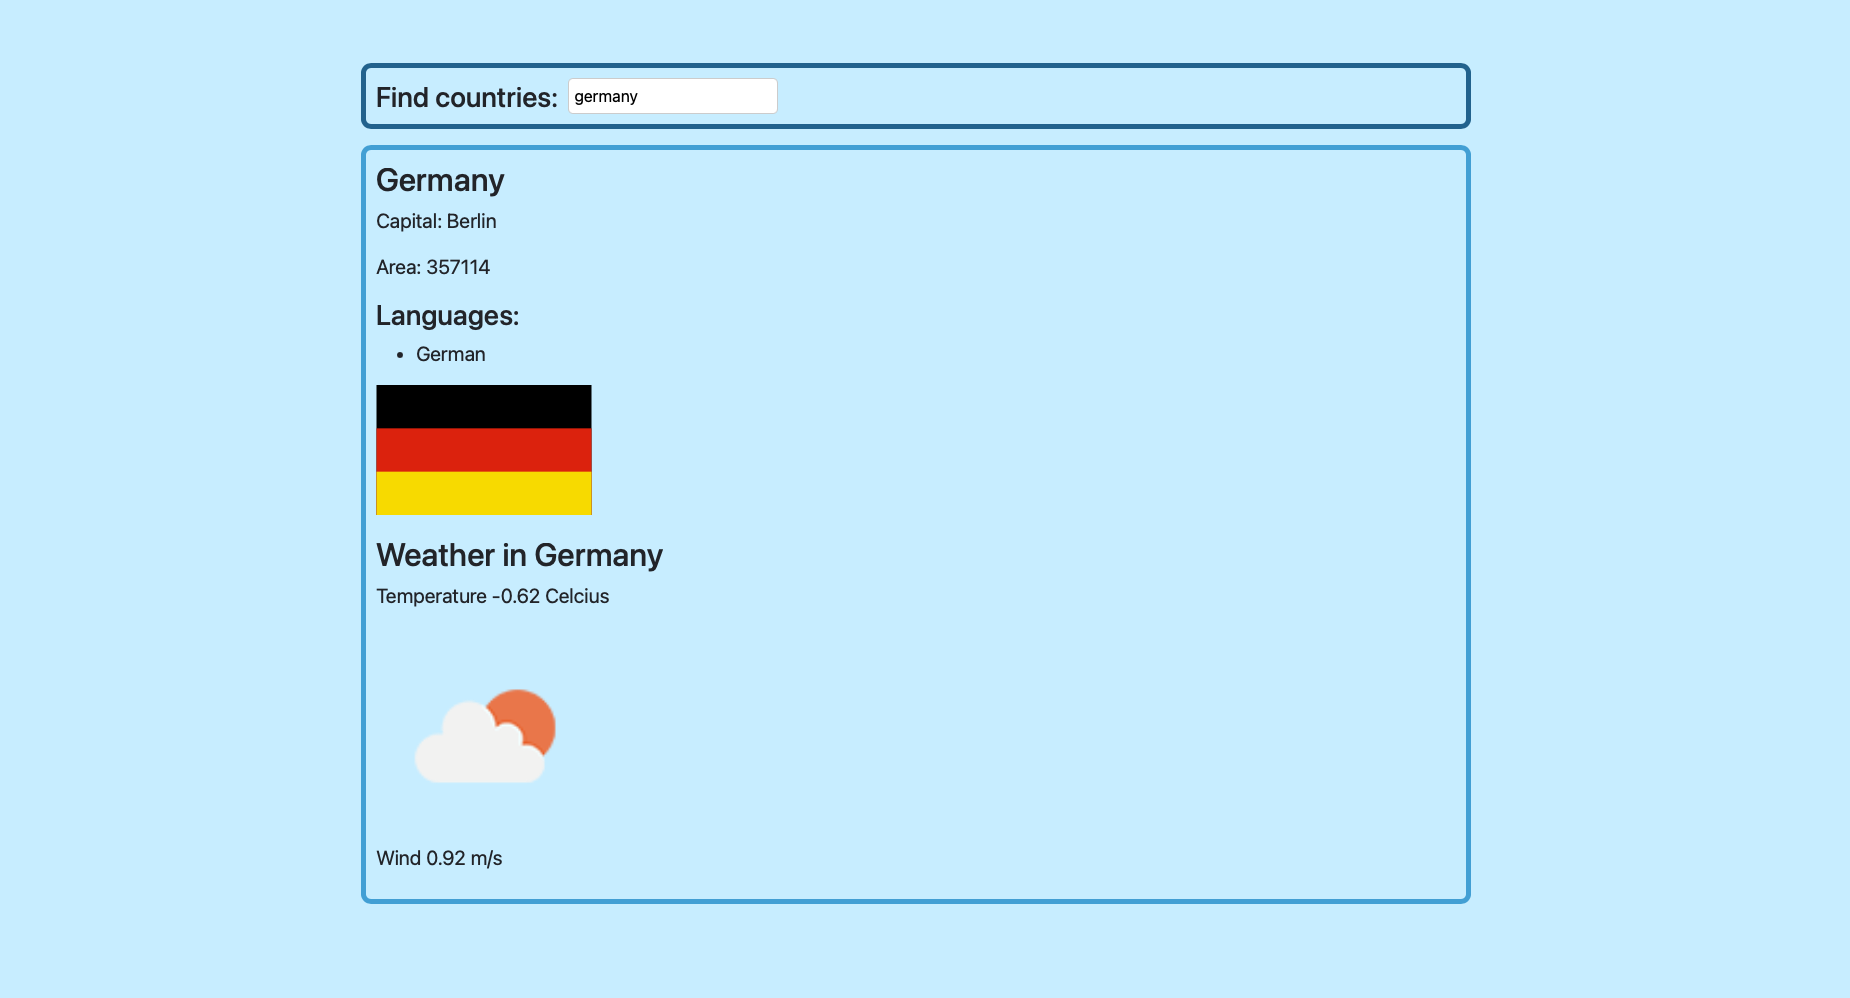 Find countries: germany
Germany
Capital: Berlin
Area: 357114
Languages:
• German
Weather in Germany
Temperature -0.62 Celcius
Wind 0.92 m/s